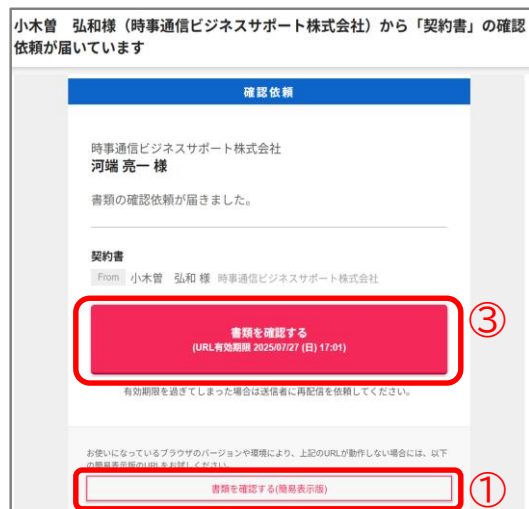 小木曽　弘和様（時事通信ビジネスサポート株式会社）から「契約書」の確認
依頼が届いています
確認依頼
時事通信ビジネスサポート株式会社
河端 亮一 様
書類の確認依頼が届きました。
契約書
From 小木曽　弘和 様 時事通信ビジネスサポート株式会社
書類を確認する
(URL有効期限 2025/07/27 (日) 17:01)
③
有効期限を過ぎてしまった場合は送信者に再配信を依頼してください。
お使いになっているブラウザのバージョンや環境により、上記のURLが動作しない場合には、以下
の簡易表示版のURLをお試しください。
書類を確認する(簡易表示版)
①